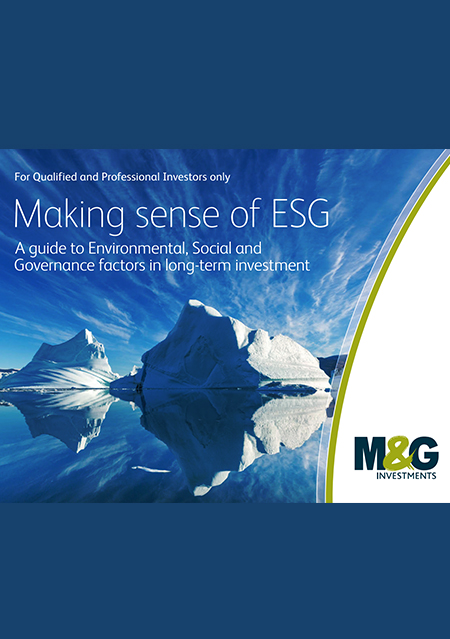 For Qualified and Professional Investors only
Making sense of ESG
A guide to Environmental, Social and
Governance factors in long-term investment
M&G
INVESTMENTS